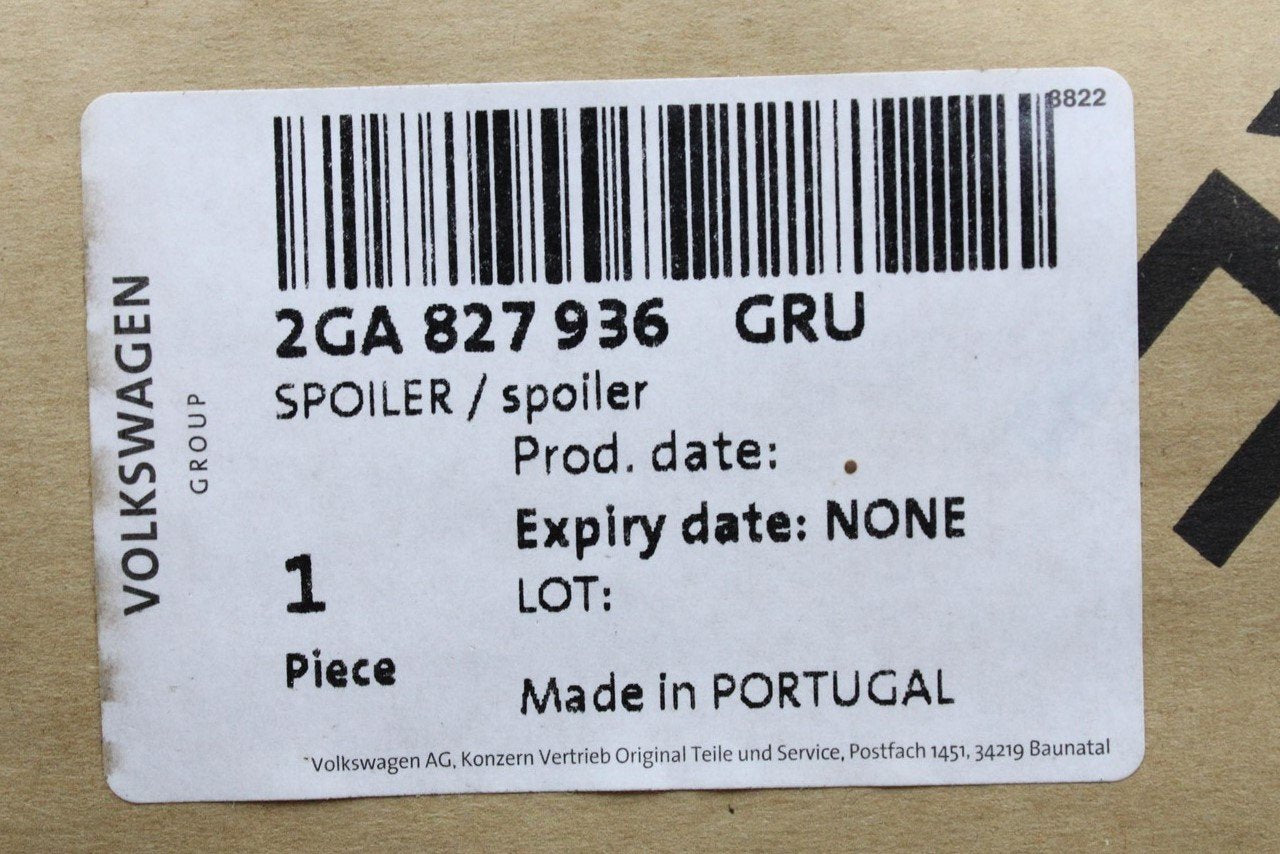 8822
2GA 827 936 GRU
SPOILER / spoiler
Prod. date:
Expiry date: NONE
LOT:
1
Piece
Made in PORTUGAL
Volkswagen AG, Konzern Vertrieb Original Teile und Service, Postfach 1451, 34219 Baunatal
VOLKSWAGEN
GROUP